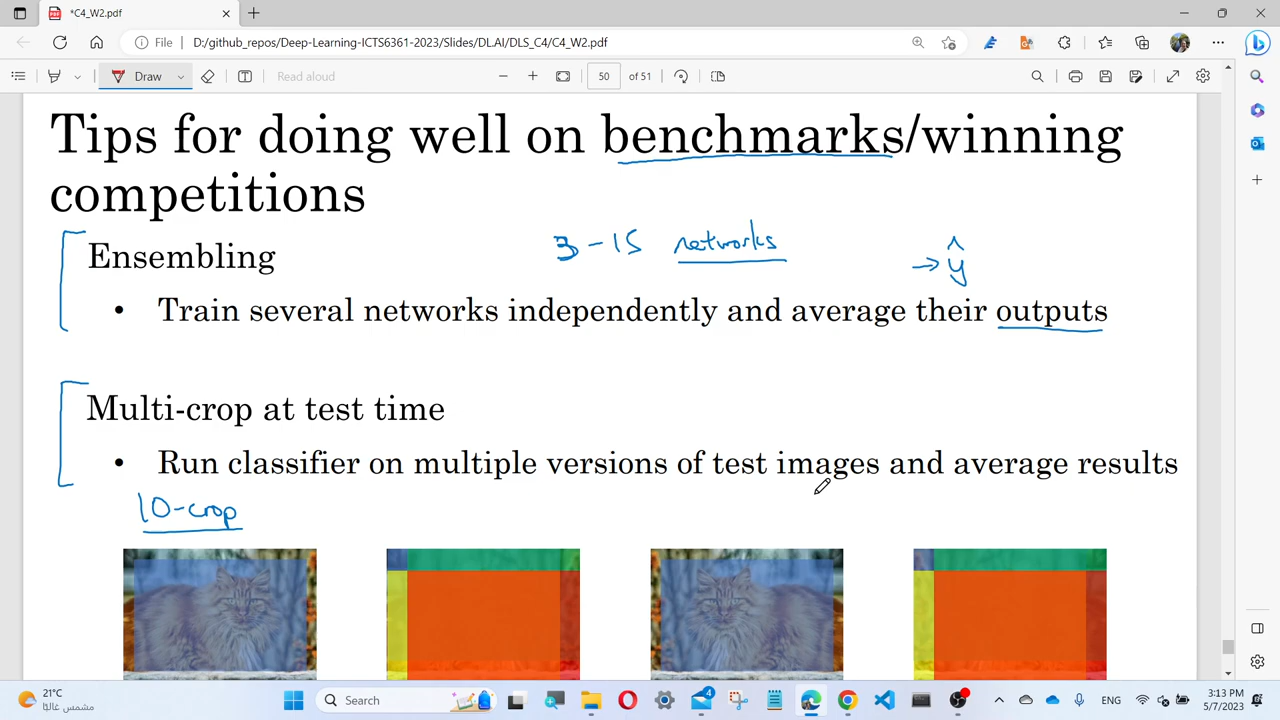 *C4_W2.pdf
File
D:/github_repos/Deep-Learning-ICTS6361-2023/Slides/DL.AI/DLS_C4/C4_W2.pdf
Draw
Read aloud
50 of 51
Tips for doing well on benchmarks/winning
competitions
3-15 networks
→ ŷ
Ensembling
• Train several networks independently and average their outputs
Multi-crop at test time
• Run classifier on multiple versions of test images and average results
10-crop
21°C
مشمس غالبًا
Search
4
ENG
3:13 PM
5/7/2023